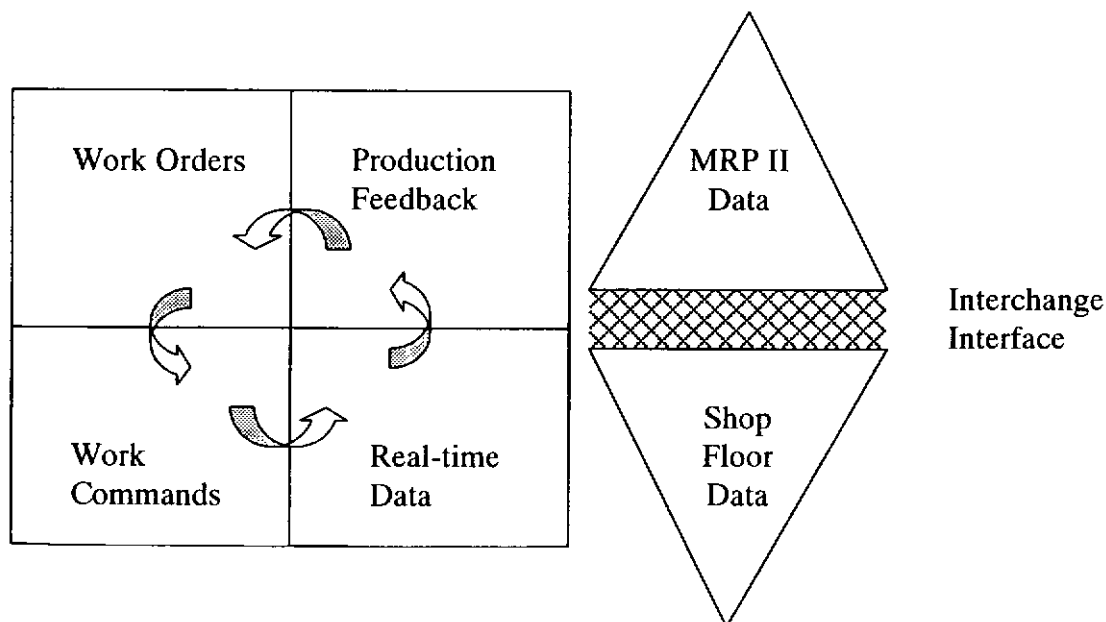 Work Orders
Production
Feedback
Work
Commands
Real-time
Data
MRP II
Data
Interchange
Interface
Shop
Floor
Data